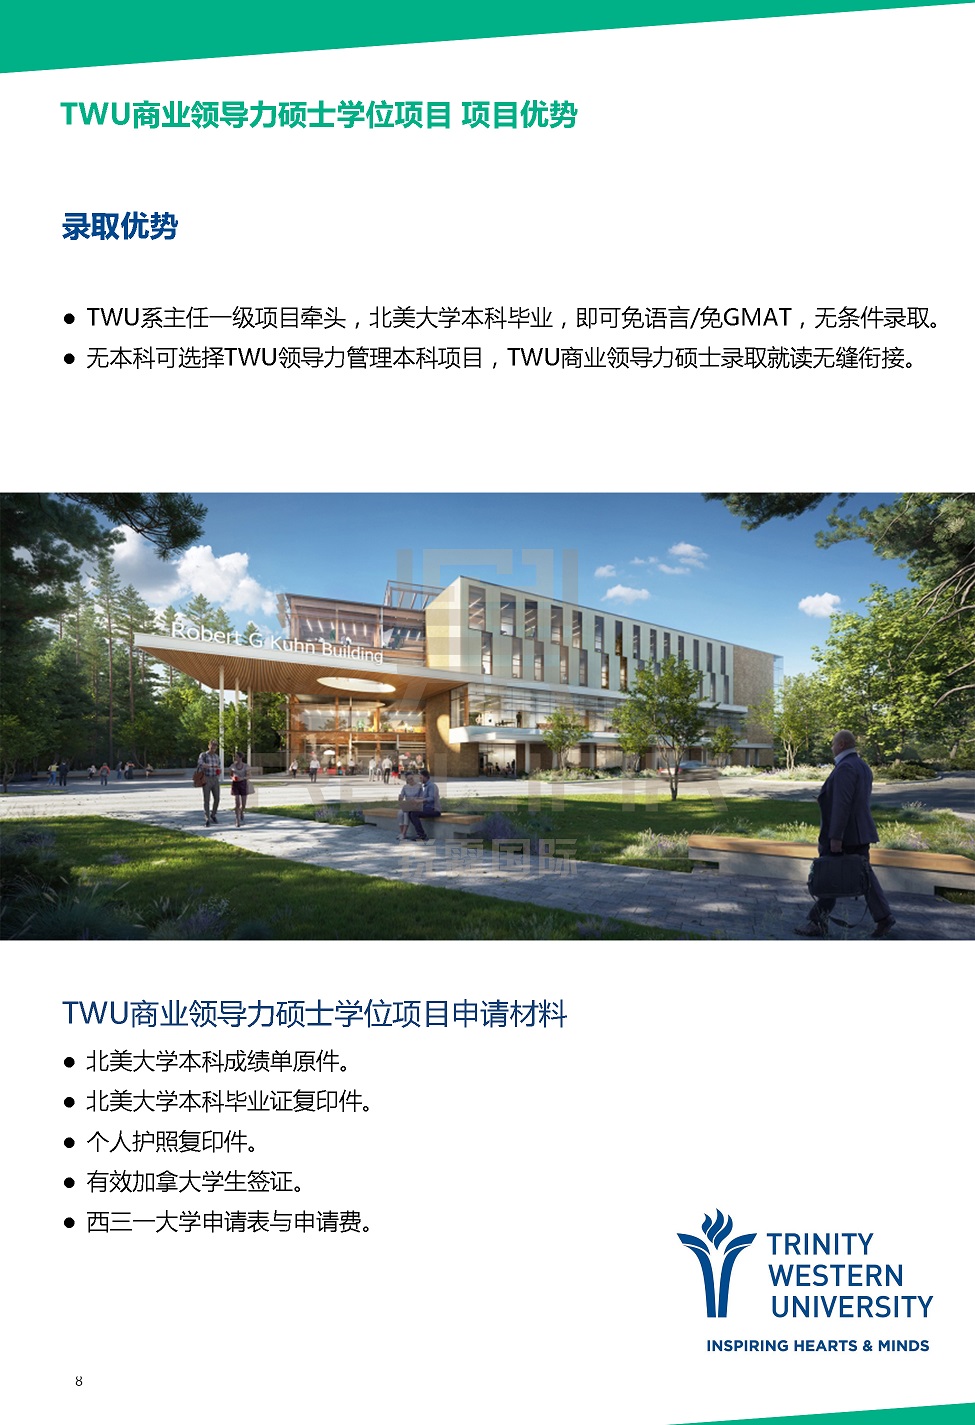 TWU商业领导力硕士学位项目 项目优势
录取优势
● TWU系主任一级项目牵头，北美大学本科毕业，即可免语言/免GMAT，无条件录取。
● 无本科可选择TWU领导力管理本科项目，TWU商业领导力硕士录取就读无缝衔接。
Robert G Kuhn Building
国际
TWU商业领导力硕士学位项目申请材料
● 北美大学本科成绩单原件。
● 北美大学本科毕业证复印件。
● 个人护照复印件。
● 有效加拿大学生签证。
● 西三一大学申请表与申请费。
TRINITY
WESTERN
UNIVERSITY
INSPIRING HEARTS & MINDS
8